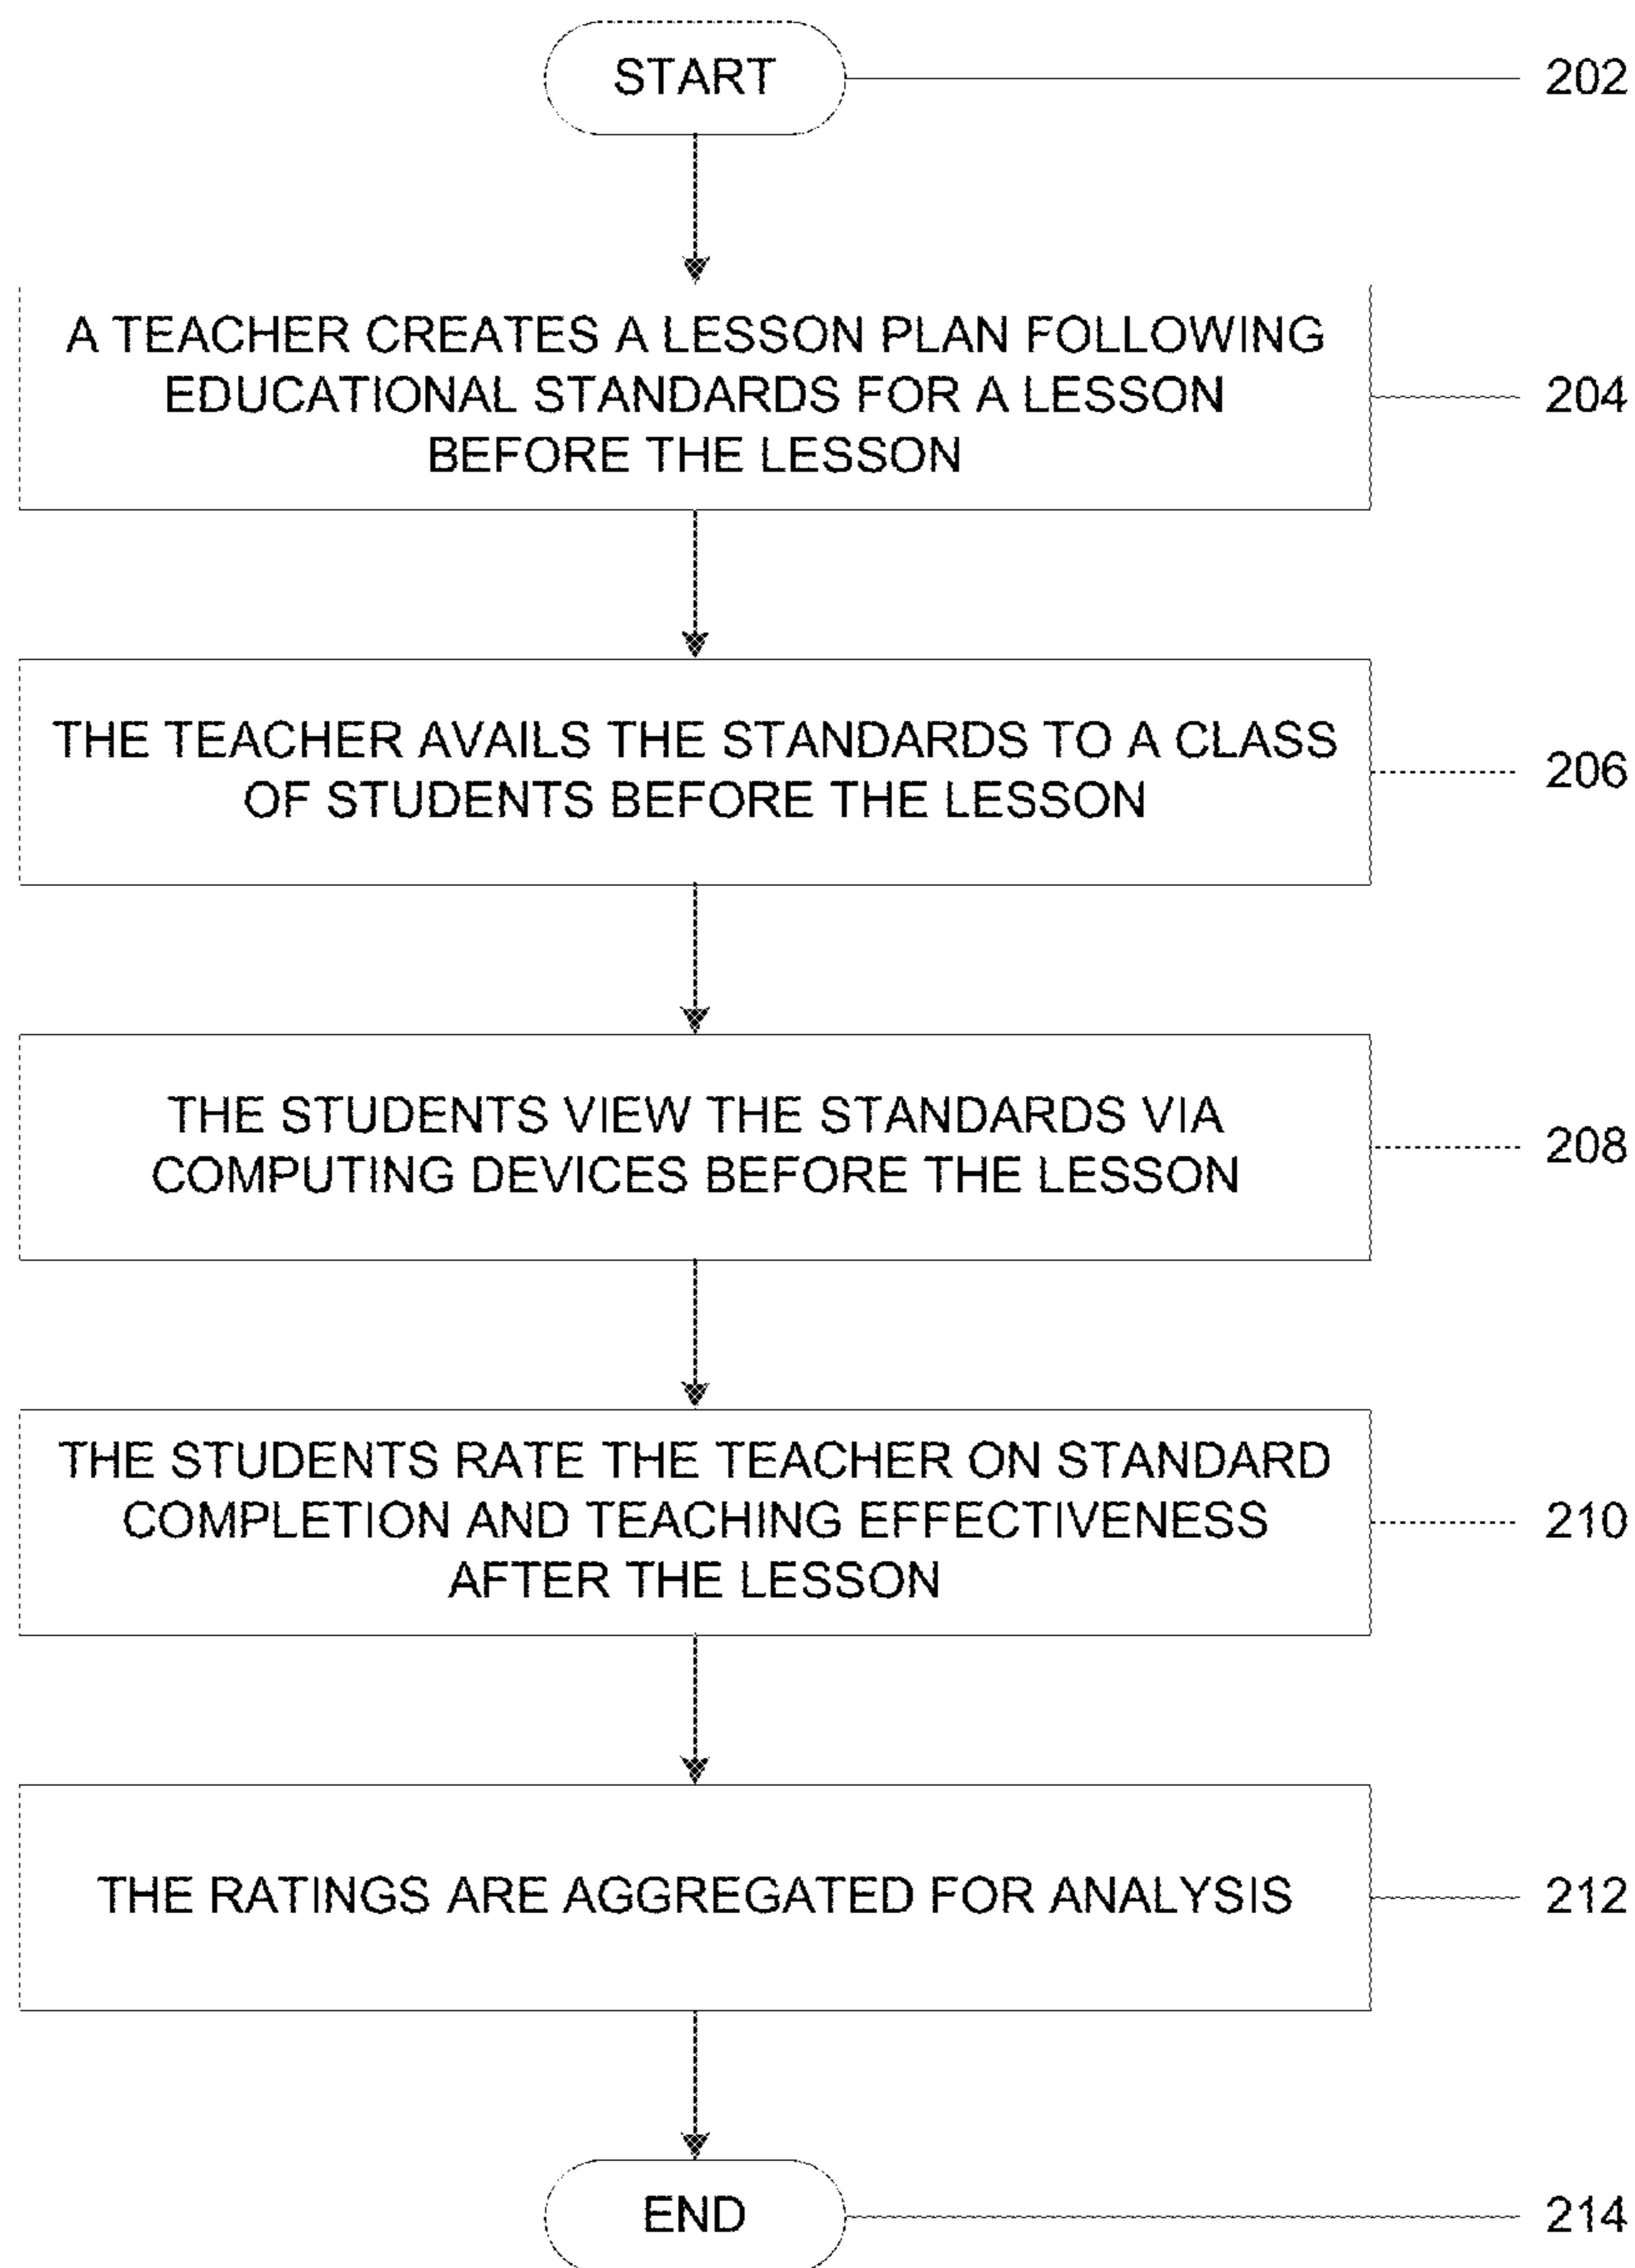 START
202
A TEACHER CREATES A LESSON PLAN FOLLOWING
EDUCATIONAL STANDARDS FOR A LESSON
BEFORE THE LESSON
204
THE TEACHER AVAILS THE STANDARDS TO A CLASS
OF STUDENTS BEFORE THE LESSON
206
THE STUDENTS VIEW THE STANDARDS VIA
COMPUTING DEVICES BEFORE THE LESSON
208
THE STUDENTS RATE THE TEACHER ON STANDARD
COMPLETION AND TEACHING EFFECTIVENESS
AFTER THE LESSON
210
THE RATINGS ARE AGGREGATED FOR ANALYSIS
212
END
214